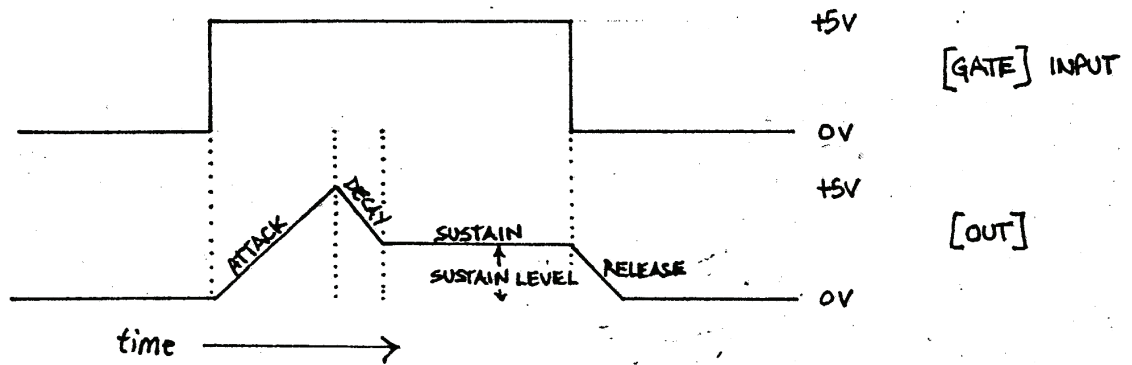 +5V
[GATE] INPUT
0V
+5V
ATTACK
DECAY
SUSTAIN
[OUT]
SUSTAIN LEVEL
RELEASE
0V
time